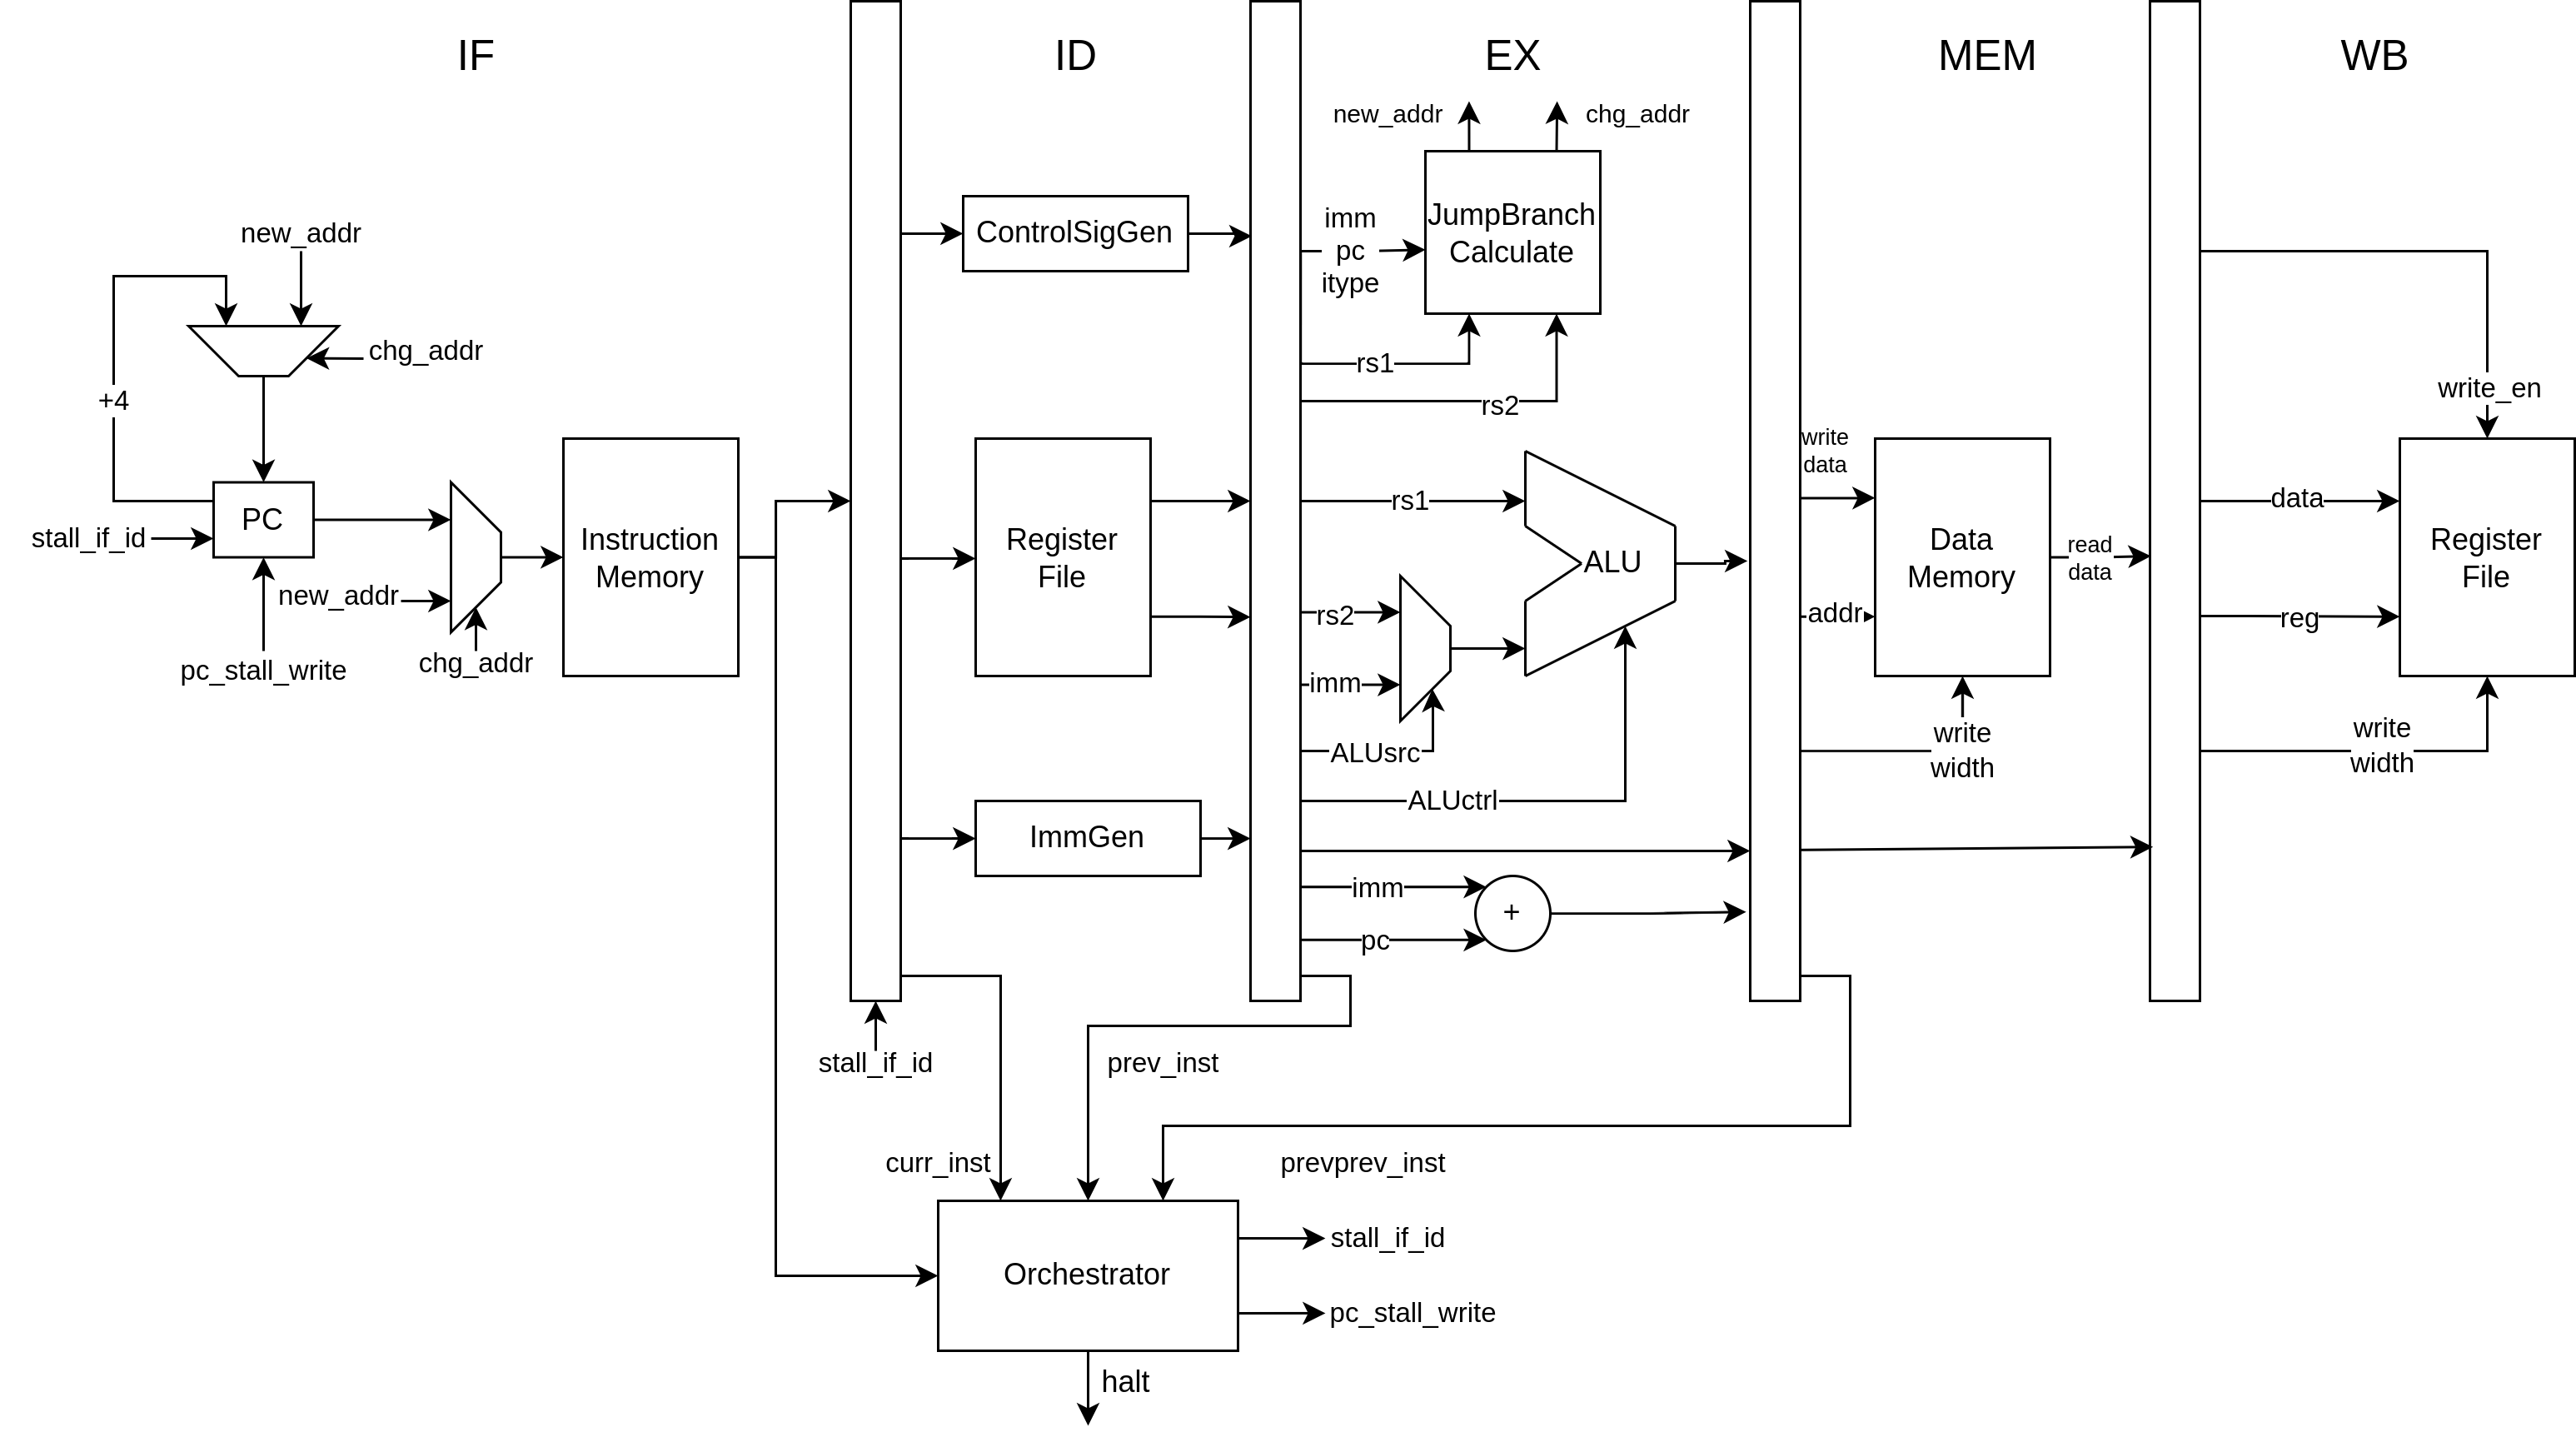 IF
ID
EX
MEM
WB
new_addr
chg_addr
+4
PC
stall_if_id
new_addr
pc_stall_write
chg_addr
Instruction
Memory
ControlSigGen
Register
File
ImmGen
stall_if_id
new_addr
chg_addr
JumpBranch
Calculate
imm
pc
itype
rs1
rs2
rs1
ALU
rs2
imm
ALUsrc
ALUctrl
imm
+
pc
write
data
addr
Data
Memory
read
data
write
width
write_en
data
reg
Register
File
write
width
prev_inst
curr_inst
prevprev_inst
Orchestrator
stall_if_id
pc_stall_write
halt